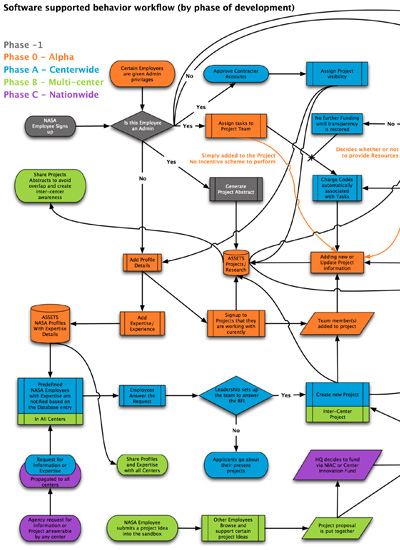 Software supported behavior workflow (by phase of development)
Phase -1
Phase 0 - Alpha
Phase A - Centerwide
Phase B - Multi-center
Phase C - Nationwide
Certain Employees
are given Admin
privileges
No
Approve Contractor
Accounts
Assign Project
visibility
Yes
NASA
Employee Signs
up
Is this Employee
an Admin
Yes
Assign tasks to
Project Team
No further Funding
until transparency
is restored
No
Simply added to the Project
No Incentive scheme to perform
Decides whether or not
to provide Resources
Yes
No
Share Projects
Abstracts to avoid
overlap and create
inter-center
awareness
Generate
Project Abstract
Charge Codes
automatically
associated
with Tasks
Add Profile
Details
ASSETS
Projects/
Research
Adding new or
Update Project
Information
ASSETS
NASA Profiles
With Expertise
Details
Add
Expertise/
Experience
Signup to
Projects that they
are working with
curently
Team member(s)
added to project
Predefined
NASA Employees
with Expertise are
notified based on
the Database entry
In All Centers
Employees
Answer the
Request
Leadership sets up
the team to answer
the RFI
Yes
Create new Project
Inter-Center
Project
No
Request for
information or Expertise
Propagated to all
centers
Share Profiles
and Expertise
with all Centers
Applicants go about
their present
projects
HQ decides to fund
via NIAC or Center
Innovation Fund
Agency request for
information or Project
answerable by any
center
NASA Employee
submits a project idea
into the sandbox
Other Employees
Browse and
support certain
project Ideas
Project proposal
is put together